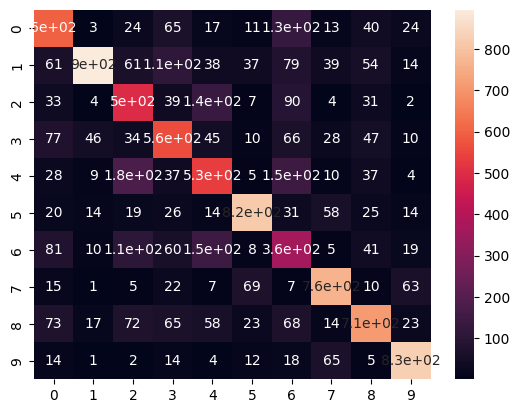 0 3 24 65 17 11 1.3e+02 13 40 24
1 61 9e+02 61 1.1e+02 38 37 79 39 54 14
2 33 4 5e+02 39 1.4e+02 7 90 4 31 2
3 77 46 34 5.6e+02 45 10 66 28 47 10
4 28 9 1.8e+02 37 5.3e+02 5 1.5e+02 10 37 4
5 20 14 19 26 14 8.2e+02 31 58 25 14
6 81 10 1.1e+02 60 1.5e+02 8 3.6e+02 5 41 19
7 15 1 5 22 7 69 7 7.6e+02 10 63
8 73 17 72 65 58 23 68 14 7.1e+02 23
9 14 1 2 14 4 12 18 65 5 8.3e+02
0 1 2 3 4 5 6 7 8 9
800
700
600
500
400
300
200
100